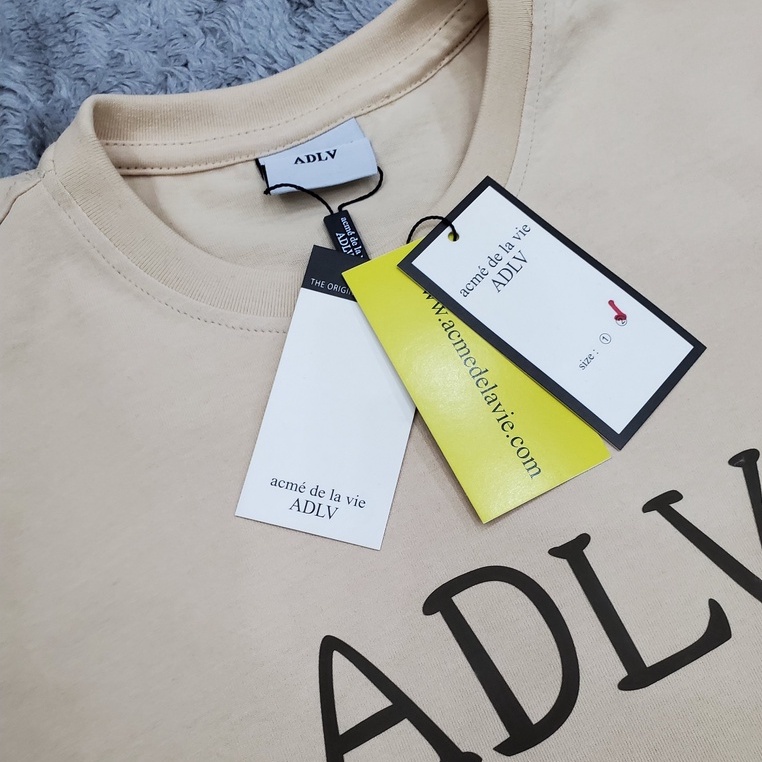 ADLV
acmé de la
ADLV
THE ORIGI
acmé de la vie
ADLV
www.acmedelavie.com
acmé de la vie
ADLV
size : ① ②
ADLV